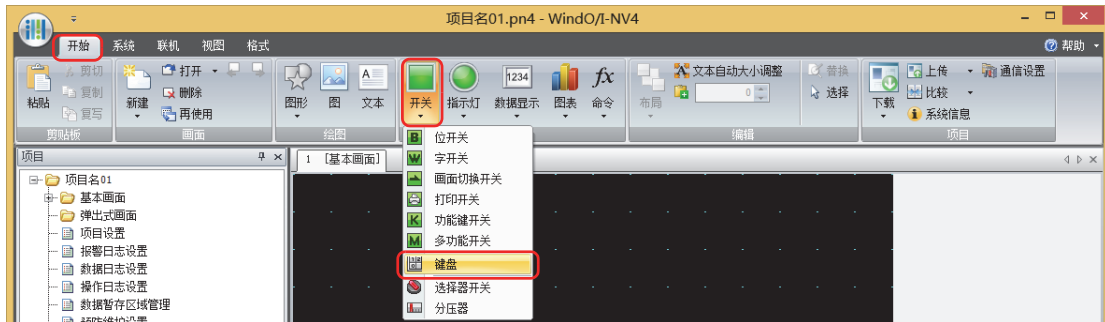 项目名01.pn4 - WindO/I-NV4
开始 系统 联机 视图 格式 帮助
剪切 打开 文本自动大小调整 替换 上传 通信设置
粘贴 复制 新建 删除 图形 图 文本 开关 指示灯 数据显示 图表 命令 布局 0 选择 下载 比较
1234
复写 再使用 系统信息
剪贴板 画面 绘图 编辑 项目
项目 1 [基本画面]
位开关
字开关
画面切换开关
打印开关
功能键开关
多功能开关
键盘
选择器开关
分压器
项目名01
基本画面
弹出式画面
项目设置
报警日志设置
数据日志设置
操作日志设置
数据暂存区域管理
预防维护设置